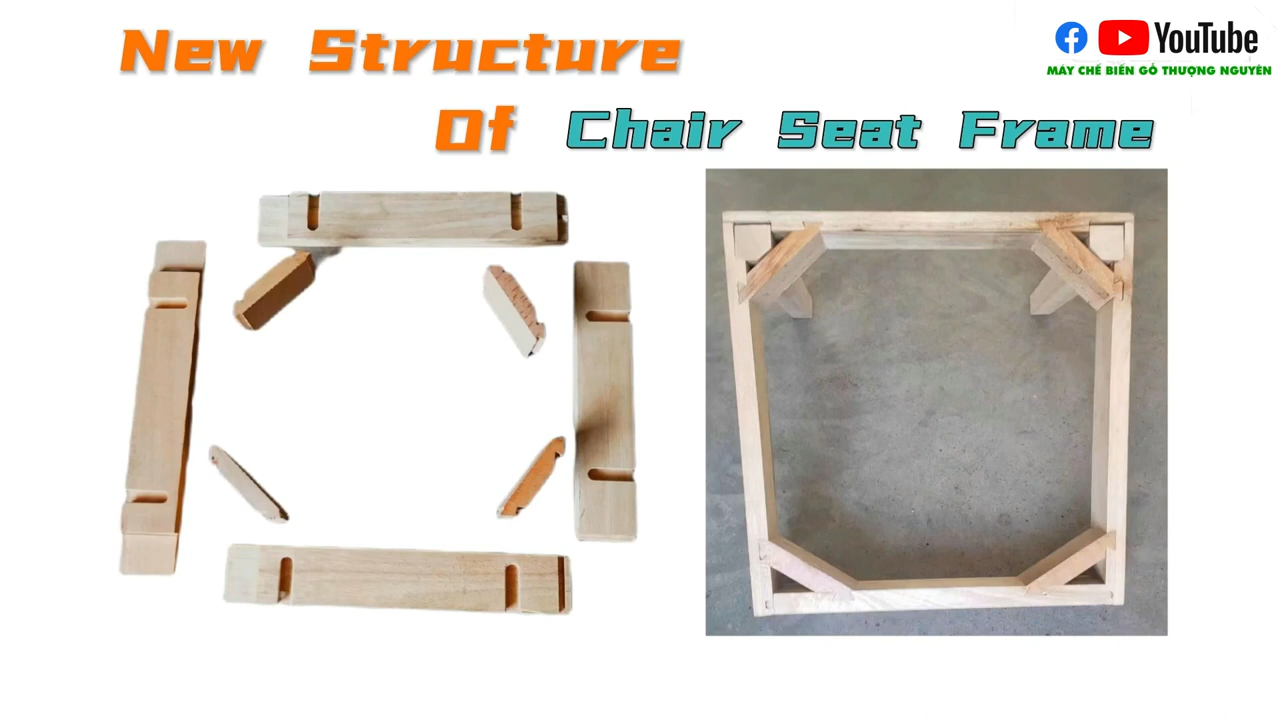 New Structure
Of Chair Seat Frame
YouTube
MÁY CHẾ BIẾN GỖ THƯỢNG NGUYÊN